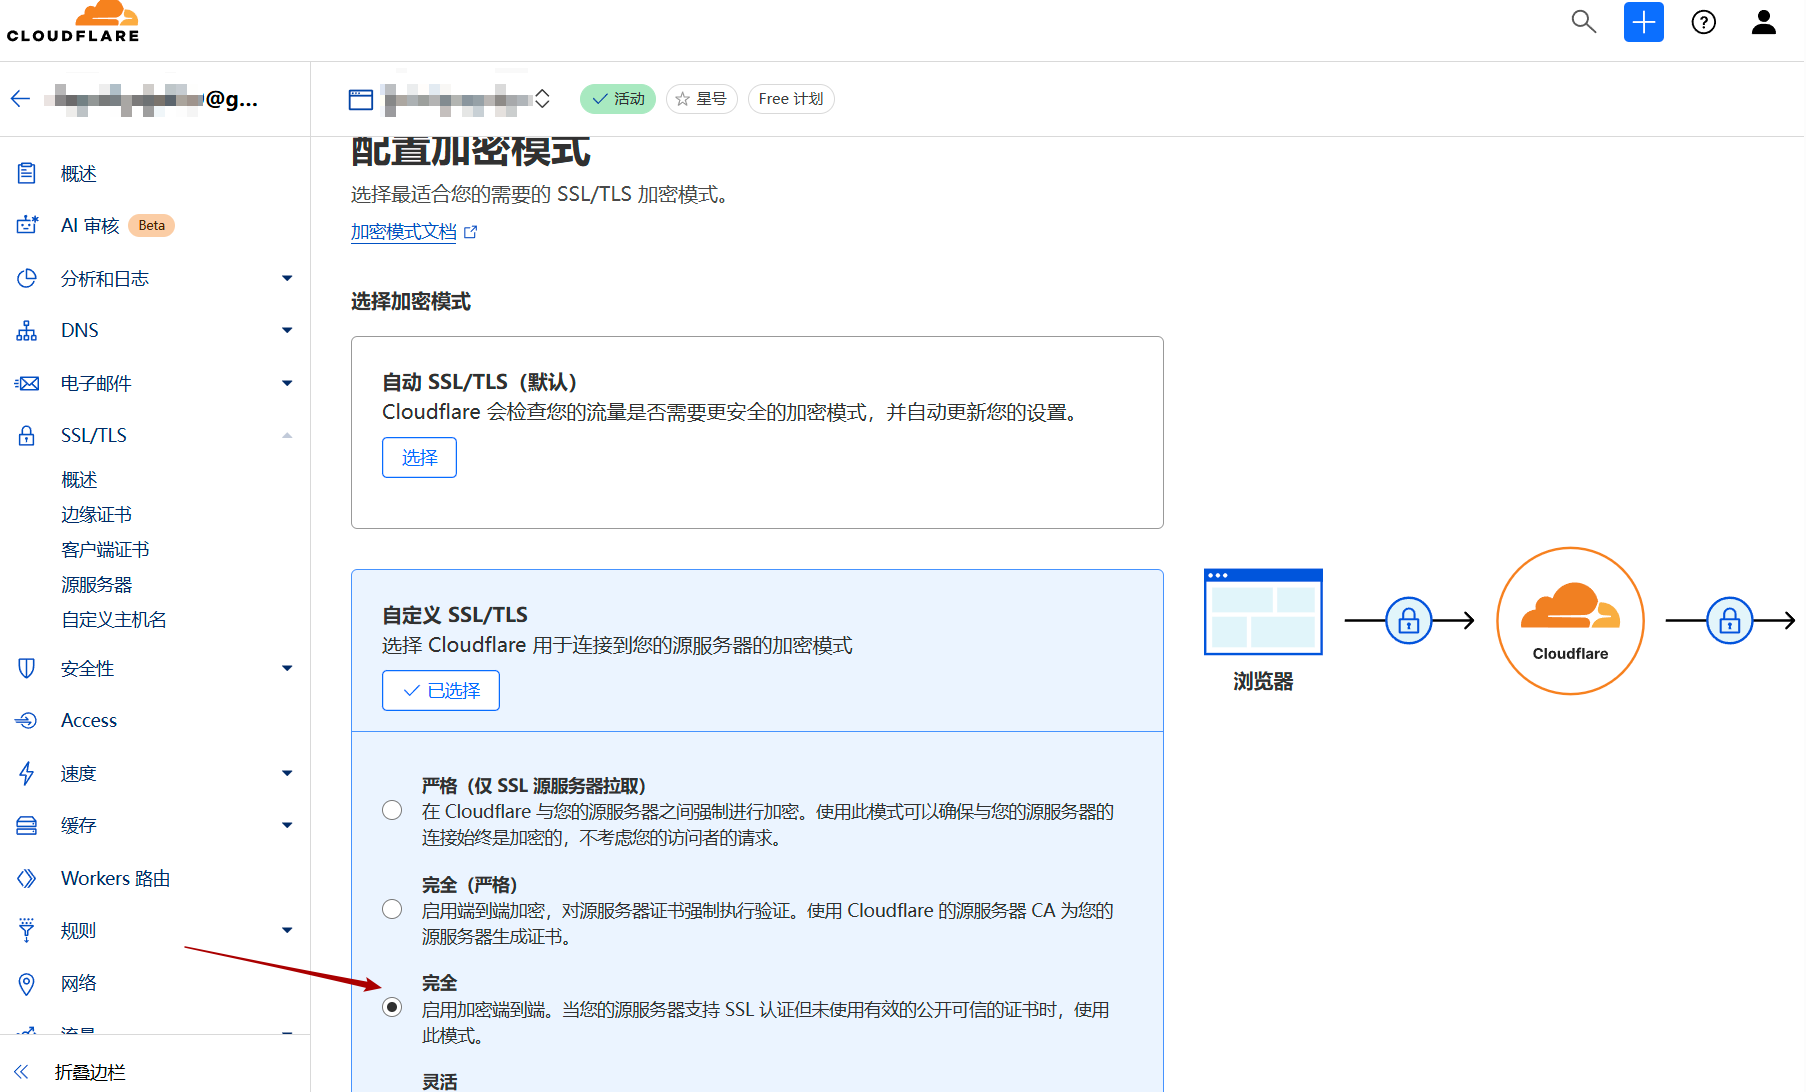 CLOUDFLARE
@g...
活动
星号
Free 计划
概述
AI 审核
Beta
分析和日志
DNS
电子邮件
SSL/TLS
概述
边缘证书
客户端证书
源服务器
自定义主机名
安全性
Access
速度
缓存
Workers 路由
规则
网络
流量
折叠边栏
配置加密模式
选择最适合您的需要的 SSL/TLS 加密模式。
加密模式文档
选择加密模式
自动 SSL/TLS（默认）
Cloudflare 会检查您的流量是否需要更安全的加密模式，并自动更新您的设置。
选择
自定义 SSL/TLS
选择 Cloudflare 用于连接到您的源服务器的加密模式
已选择
严格（仅 SSL 源服务器拉取）
在 Cloudflare 与您的源服务器之间强制进行加密。使用此模式可以确保与您的源服务器的
连接始终是加密的，不考虑您的访问者的请求。
完全（严格）
启用端到端加密，对源服务器证书强制执行验证。使用 Cloudflare 的源服务器 CA 为您的
源服务器生成证书。
完全
启用加密端到端。当您的源服务器支持 SSL 认证但未使用有效的公开可信的证书时，使用
此模式。
灵活
浏览器
Cloudflare